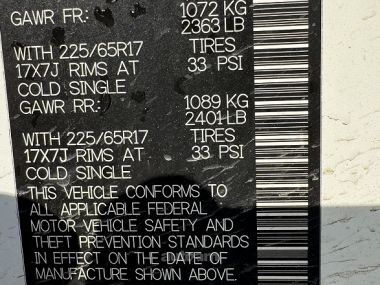 GAWR FR: 1072 KG
2363 LB
WITH 225/65R17 TIRES
17X7J RIMS AT 33 PSI
COLD SINGLE
GAWR RR: 1089 KG
2401 LB
WITH 225/65R17 TIRES
17X7J RIMS AT 33 PSI
COLD SINGLE
THIS VEHICLE CONFORMS TO
ALL APPLICABLE FEDERAL
MOTOR VEHICLE SAFETY AND
THEFT PREVENTION STANDARDS
IN EFFECT ON THE DATE OF
MANUFACTURE SHOWN ABOVE.